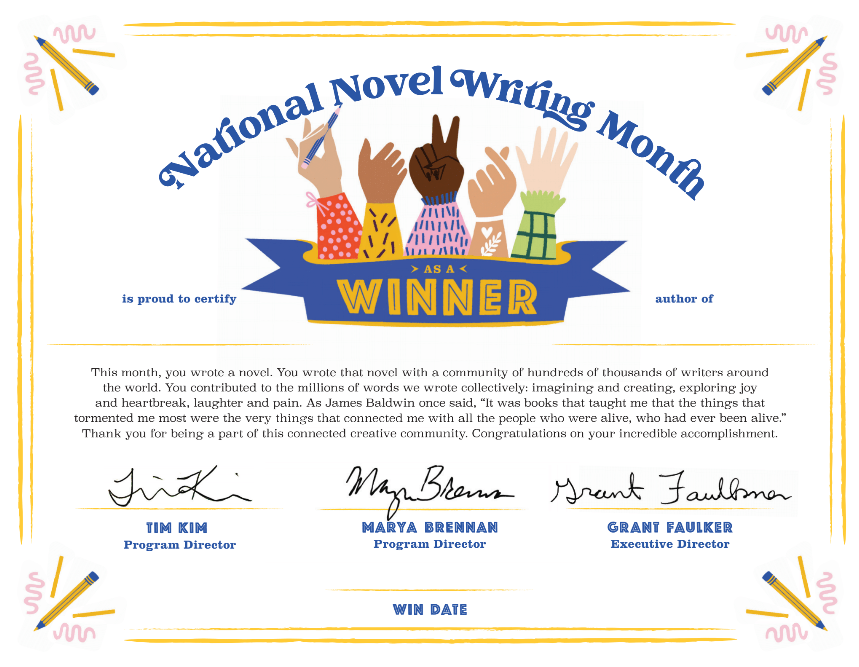 National Novel Writing Month
AS A
WINNER
is proud to certify
author of
This month, you wrote a novel. You wrote that novel with a community of hundreds of thousands of writers around
the world. You contributed to the millions of words we wrote collectively: imagining and creating, exploring joy
and heartbreak, laughter and pain. As James Baldwin once said, “It was books that taught me that the things that
tormented me most were the very things that connected me with all the people who were alive, who had ever been alive.”
Thank you for being a part of this connected creative community. Congratulations on your incredible accomplishment.
Tim Ki
Marya Brennan
Grant Faulkner
TIM KIM
MARYA BRENNAN
GRANT FAULKER
Program Director
Program Director
Executive Director
WIN DATE